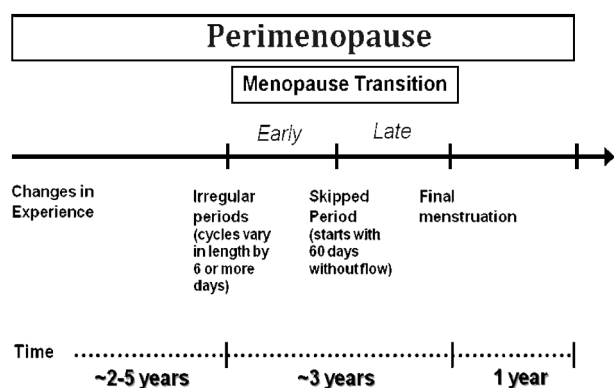 Perimenopause
Menopause Transition
Early
Late
Changes in
Experience
Irregular
periods
(cycles vary
in length by
6 or more
days)
Skipped
Period
(starts with
60 days
without flow)
Final
menstruation
Time
~2-5 years
~3 years
1 year